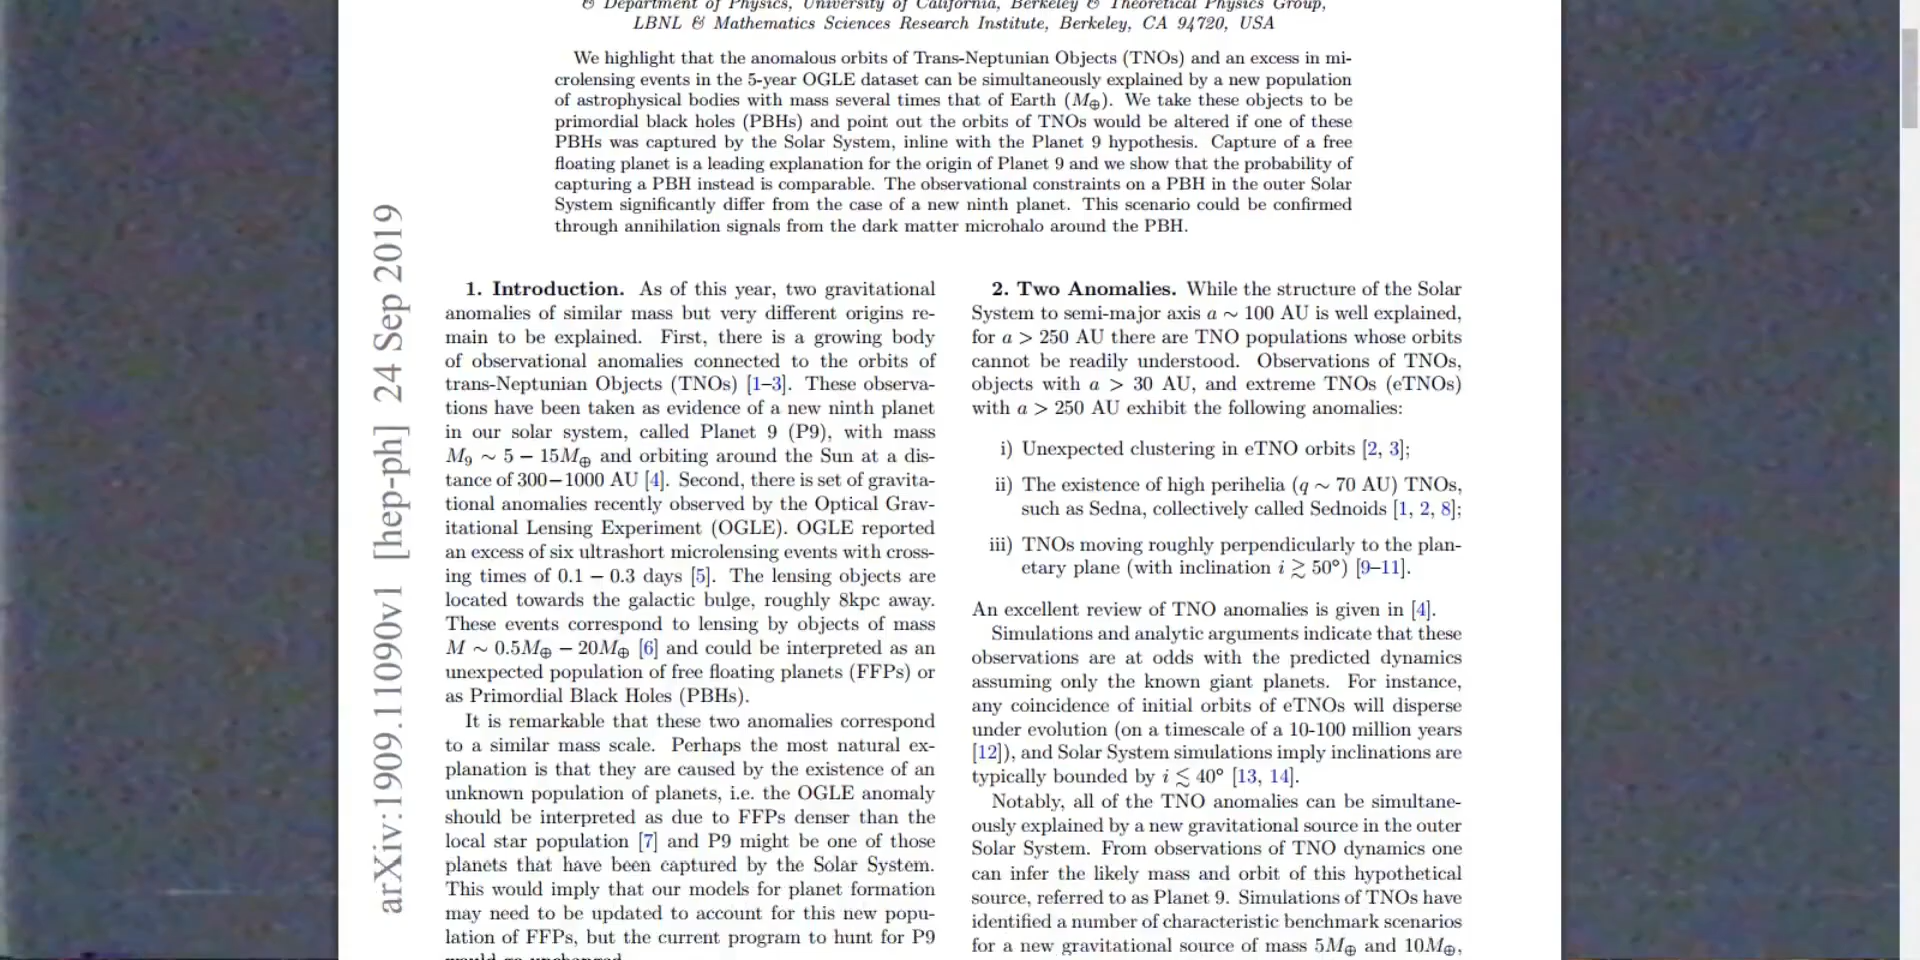 & Department of Physics, University of California, Berkeley & Theoretical Physics Group,
LBNL & Mathematics Sciences Research Institute, Berkeley, CA 94720, USA
We highlight that the anomalous orbits of Trans-Neptunian Objects (TNOs) and an excess in mi-
crolensing events in the 5-year OGLE dataset can be simultaneously explained by a new population
of astrophysical bodies with mass several times that of Earth (M⊕). We take these objects to be
primordial black holes (PBHs) and point out the orbits of TNOs would be altered if one of these
PBHs was captured by the Solar System, inline with the Planet 9 hypothesis. Capture of a free
floating planet is a leading explanation for the origin of Planet 9 and we show that the probability of
capturing a PBH instead is comparable. The observational constraints on a PBH in the outer Solar
System significantly differ from the case of a new ninth planet. This scenario could be confirmed
through annihilation signals from the dark matter microhalo around the PBH.
arXiv:1909.11090v1 [hep-ph] 24 Sep 2019
1. Introduction. As of this year, two gravitational
anomalies of similar mass but very different origins re-
main to be explained. First, there is a growing body
of observational anomalies connected to the orbits of
trans-Neptunian Objects (TNOs) [1–3]. These observa-
tions have been taken as evidence of a new ninth planet
in our solar system, called Planet 9 (P9), with mass
M₉ ∼ 5 − 15M⊕ and orbiting around the Sun at a dis-
tance of 300−1000 AU [4]. Second, there is set of gravita-
tional anomalies recently observed by the Optical Grav-
itational Lensing Experiment (OGLE). OGLE reported
an excess of six ultrashort microlensing events with cross-
ing times of 0.1 − 0.3 days [5]. The lensing objects are
located towards the galactic bulge, roughly 8kpc away.
These events correspond to lensing by objects of mass
M ∼ 0.5M⊕ − 20M⊕ [6] and could be interpreted as an
unexpected population of free floating planets (FFPs) or
as Primordial Black Holes (PBHs).
It is remarkable that these two anomalies correspond
to a similar mass scale. Perhaps the most natural ex-
planation is that they are caused by the existence of an
unknown population of planets, i.e. the OGLE anomaly
should be interpreted as due to FFPs denser than the
local star population [7] and P9 might be one of those
planets that have been captured by the Solar System.
This would imply that our models for planet formation
may need to be updated to account for this new popu-
lation of FFPs, but the current program to hunt for P9
would go unchanged.
2. Two Anomalies. While the structure of the Solar
System to semi-major axis a ∼ 100 AU is well explained,
for a > 250 AU there are TNO populations whose orbits
cannot be readily understood. Observations of TNOs,
objects with a > 30 AU, and extreme TNOs (eTNOs)
with a > 250 AU exhibit the following anomalies:
i) Unexpected clustering in eTNO orbits [2, 3];
ii) The existence of high perihelia (q ∼ 70 AU) TNOs,
such as Sedna, collectively called Sednoids [1, 2, 8];
iii) TNOs moving roughly perpendicularly to the plan-
etary plane (with inclination i ≳ 50°) [9–11].
An excellent review of TNO anomalies is given in [4].
Simulations and analytic arguments indicate that these
observations are at odds with the predicted dynamics
assuming only the known giant planets. For instance,
any coincidence of initial orbits of eTNOs will disperse
under evolution (on a timescale of a 10-100 million years
[12]), and Solar System simulations imply inclinations are
typically bounded by i ≲ 40° [13, 14].
Notably, all of the TNO anomalies can be simultane-
ously explained by a new gravitational source in the outer
Solar System. From observations of TNO dynamics one
can infer the likely mass and orbit of this hypothetical
source, referred to as Planet 9. Simulations of TNOs have
identified a number of characteristic benchmark scenarios
for a new gravitational source of mass 5M⊕ and 10M⊕,